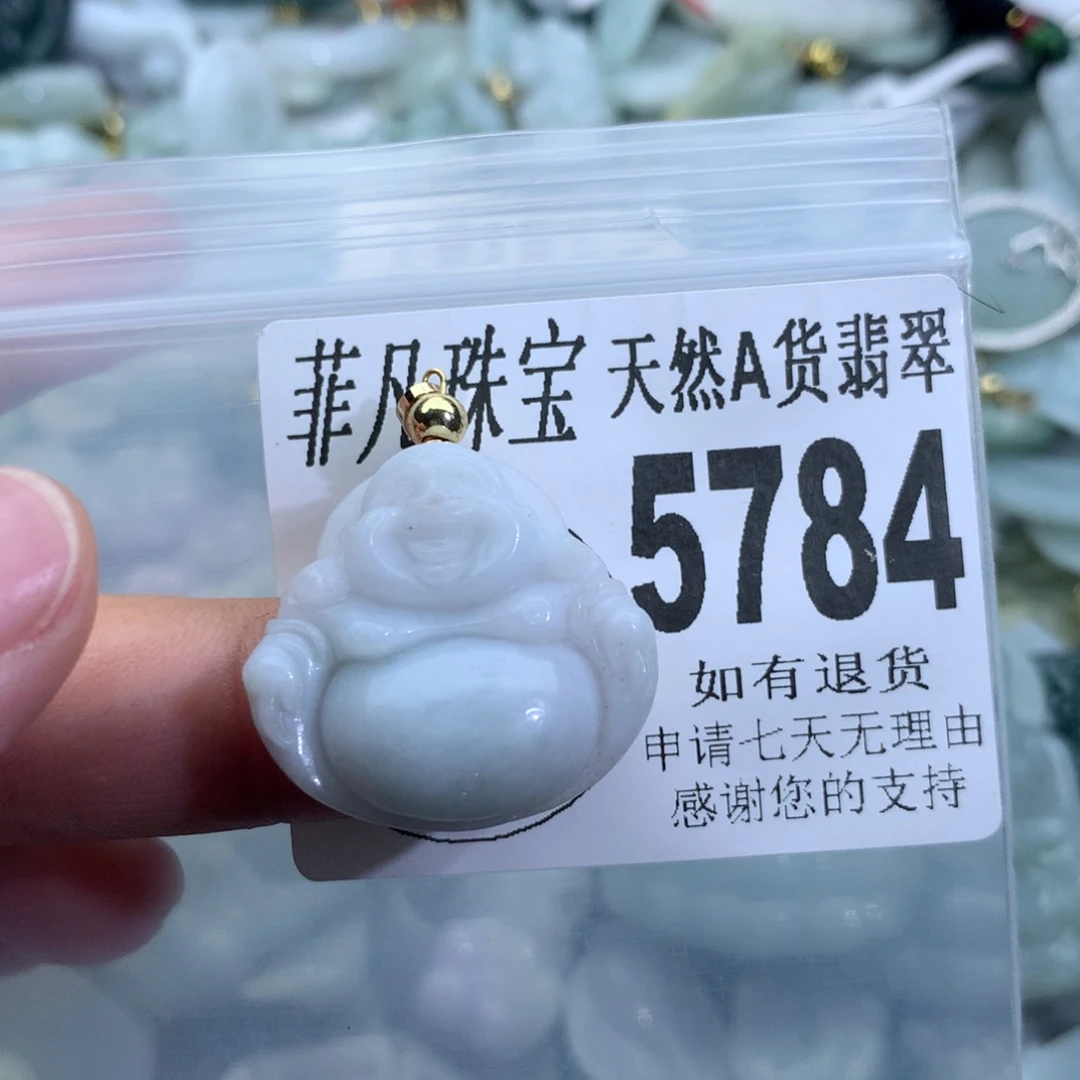 菲凡珠宝 天然A货翡翠
5784
如有退货
申请七天无理由
感谢您的支持